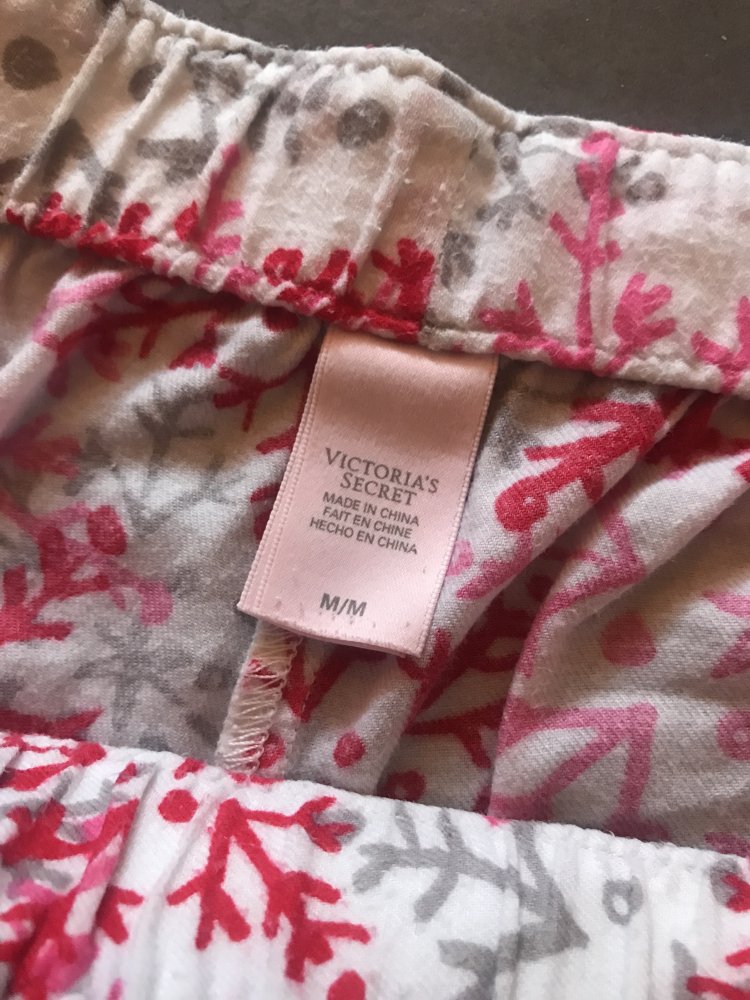 VICTORIA'S
SECRET
MADE IN CHINA
FAIT EN CHINE
HECHO EN CHINA
M/M